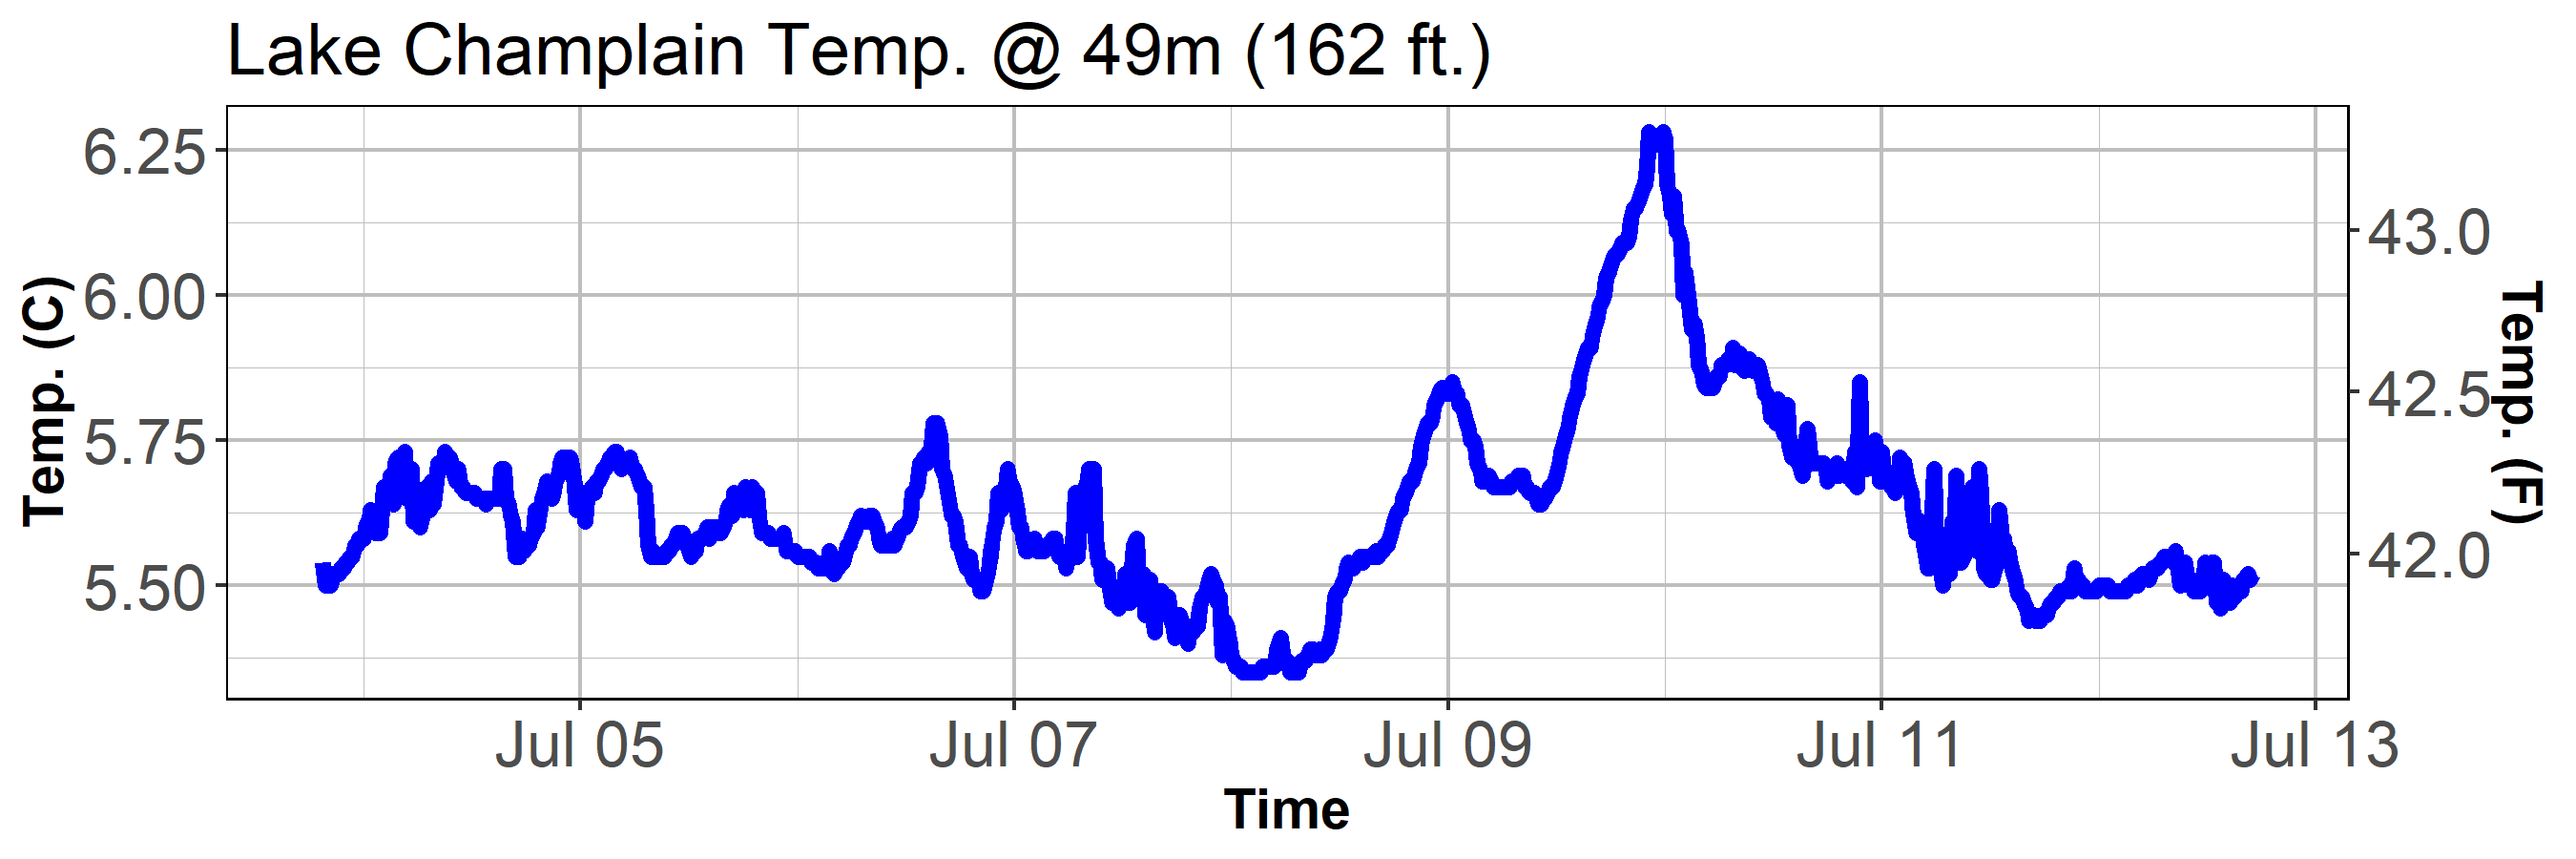 Lake Champlain Temp. @ 49m (162 ft.)
6.25
6.00
5.75
5.50
Temp. (C)
43.0
42.5
42.0
Temp. (F)
Jul 05 Jul 07 Jul 09 Jul 11 Jul 13
Time